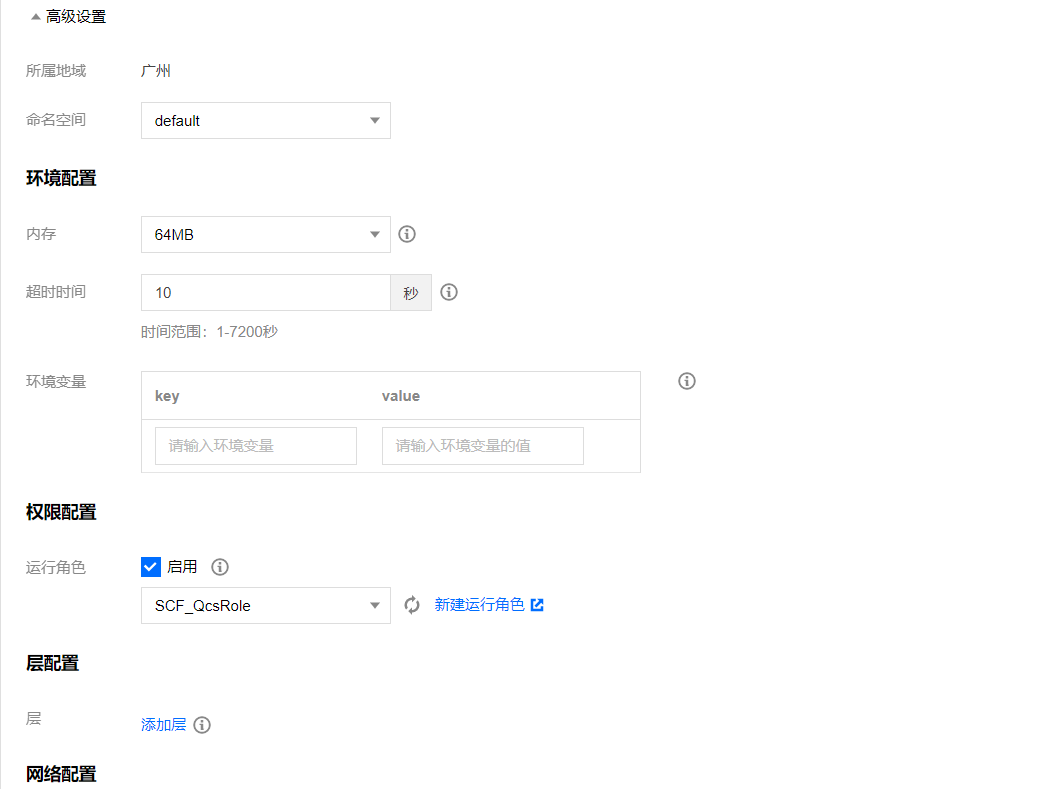 高级设置
所属地域 广州
命名空间 default
环境配置
内存 64MB
超时时间 10 秒
时间范围：1-7200秒
环境变量
key value
请输入环境变量 请输入环境变量的值
权限配置
运行角色 启用
SCF_QcsRole 新建运行角色
层配置
层 添加层
网络配置